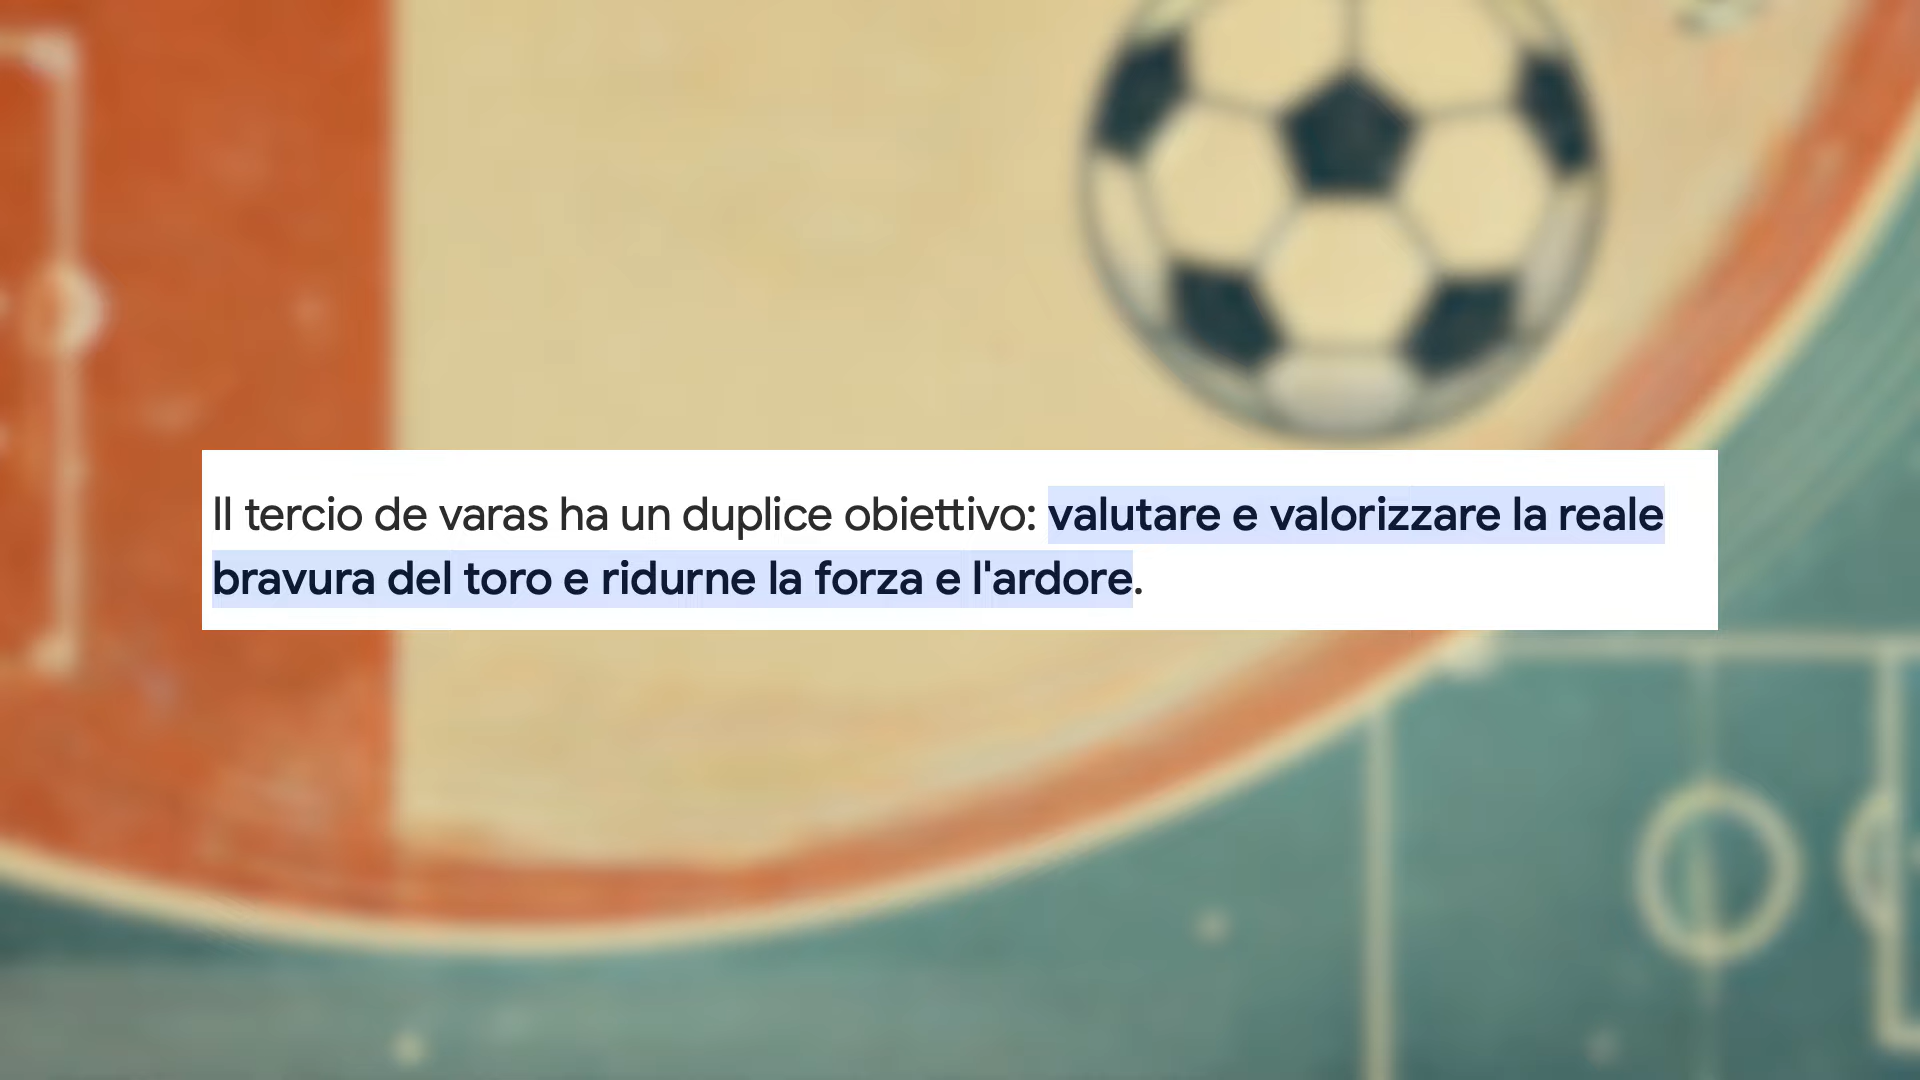 Il tercio de varas ha un duplice obiettivo: valutare e valorizzare la reale
bravura del toro e ridurne la forza e l'ardore.